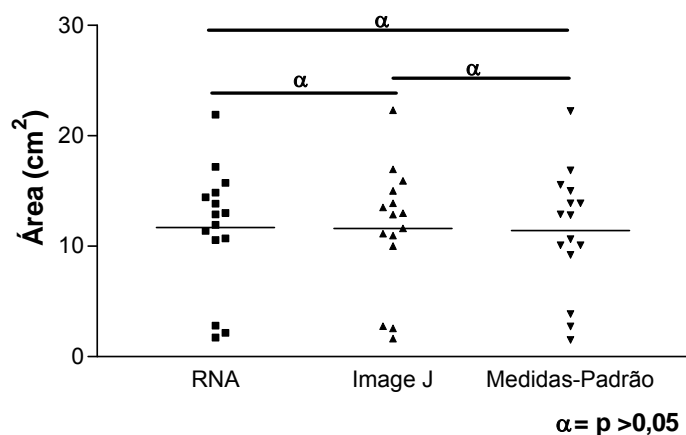 30
α
α
α
20
Área (cm²)
10
0
RNA
Image J
Medidas-Padrão
α= p >0,05